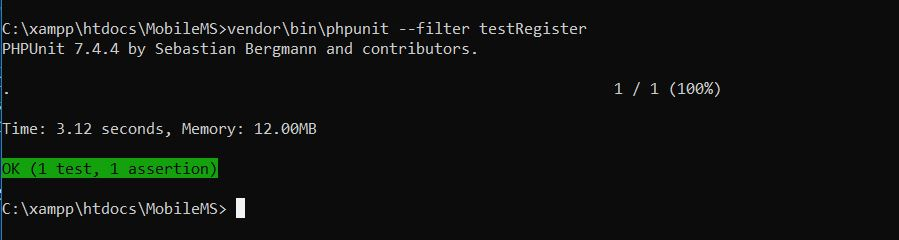 C:\xampp\htdocs\MobileMS>vendor\bin\phpunit --filter testRegister
PHPUnit 7.4.4 by Sebastian Bergmann and contributors.
. 1 / 1 (100%)
Time: 3.12 seconds, Memory: 12.00MB
OK (1 test, 1 assertion)
C:\xampp\htdocs\MobileMS>